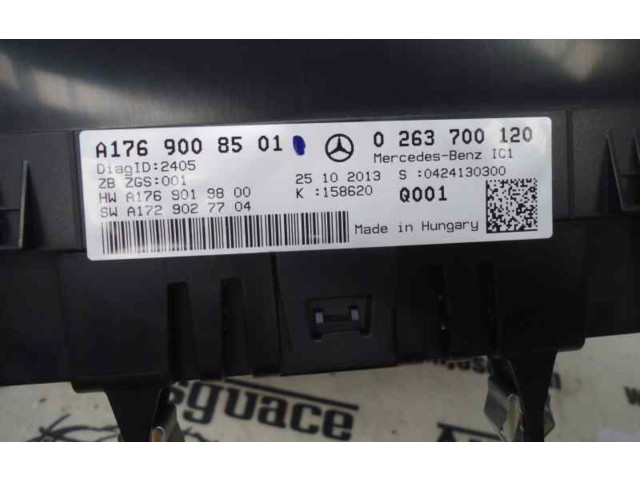 A176 900 85 01 0 263 700 120
DiagID:2405 Mercedes-Benz IC1
ZB ZGS:001 25 10 2013 S :0424130300
HW A176 901 98 00 K :158620 Q001
SW A172 902 77 04
Made in Hungary
sguace